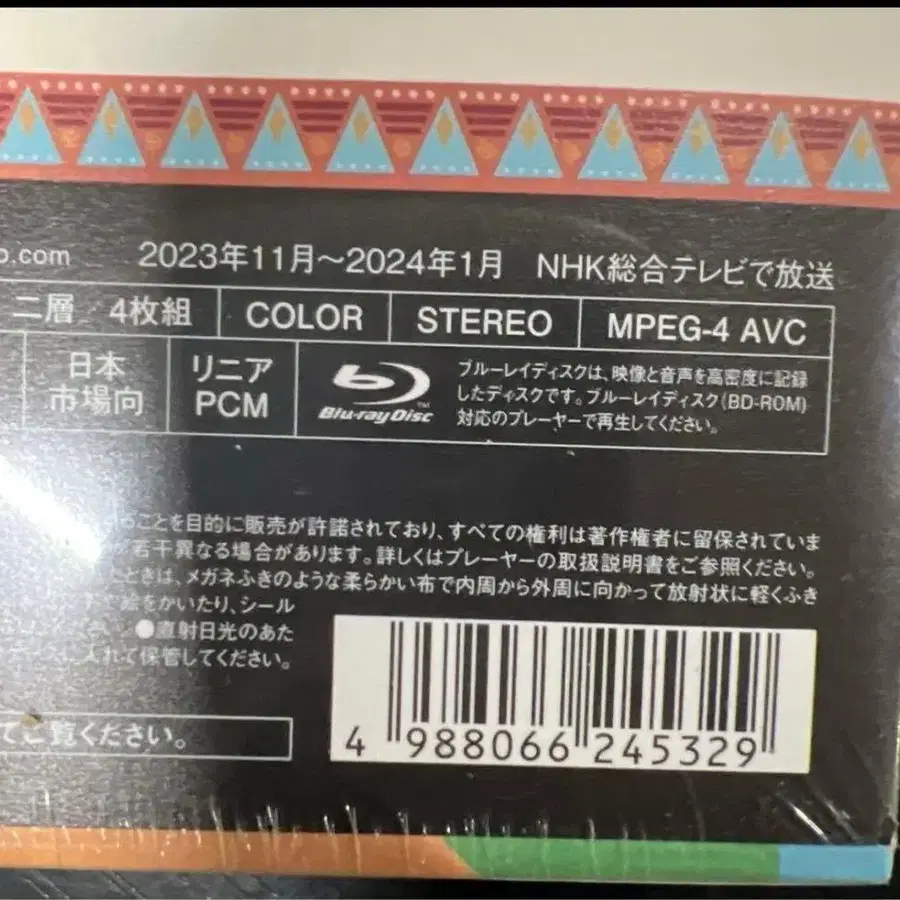 o.com 2023年11月～2024年1月 NHK総合テレビで放送
二層 4枚組 COLOR STEREO MPEG-4 AVC
日本
市場向
リニア
PCM
Blu-ray Disc™
ブルーレイディスクは、映像と音声を高密度に記録
したディスクです。ブルーレイディスク(BD-ROM)
対応のプレーヤーで再生してください。
ることを目的に販売が許諾されており、すべての権利は著作権者に留保されていま
若干異なる場合があります。詳しくはプレーヤーの取扱説明書をご参照ください。
たときは、メガネふきのような柔らかい布で内周から外周に向かって放射状に軽くふき
絵をかいたり、シール
●直射日光のあた
入れて保管してください。
てご覧ください。
4 988066 245329